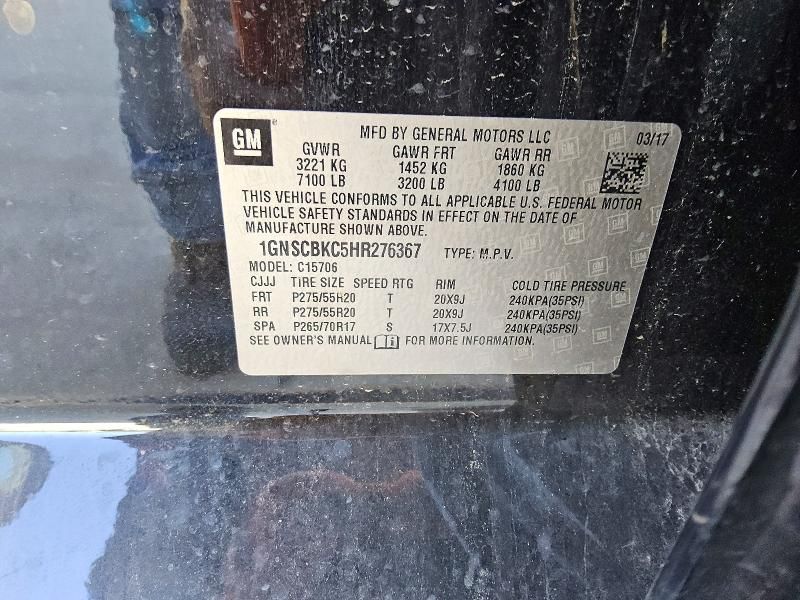 GM
MFD BY GENERAL MOTORS LLC 03/17
GVWR GAWR FRT GAWR RR
3221 KG 1452 KG 1860 KG
7100 LB 3200 LB 4100 LB
THIS VEHICLE CONFORMS TO ALL APPLICABLE U.S. FEDERAL MOTOR
VEHICLE SAFETY STANDARDS IN EFFECT ON THE DATE OF
MANUFACTURE SHOWN ABOVE.
1GNSCBKC5HR276367 TYPE: M.P.V.
MODEL: C15706
CJJJ TIRE SIZE SPEED RTG RIM COLD TIRE PRESSURE
FRT P275/55R20 T 20X9J 240KPA(35PSI)
RR P275/55R20 T 20X9J 240KPA(35PSI)
SPA P265/70R17 S 17X7.5J 240KPA(35PSI)
SEE OWNER'S MANUAL FOR MORE INFORMATION.